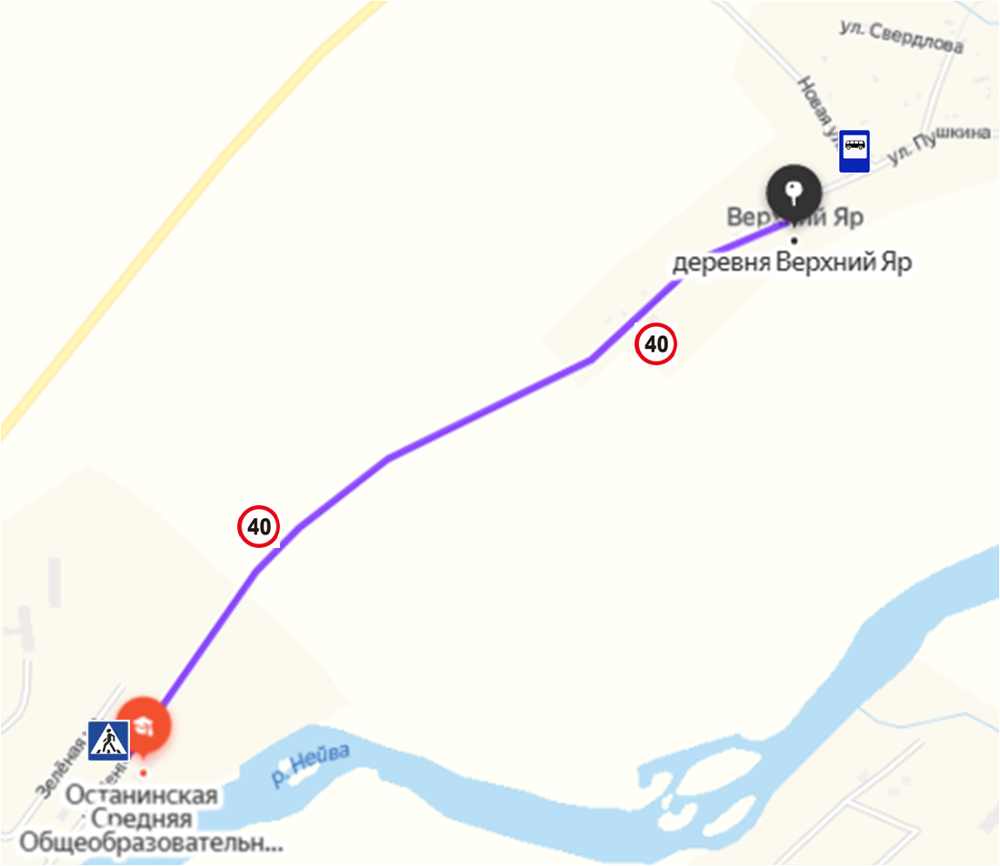 ул. Свердлова
Новая ул.
ул. Пушкина
Верхний Яр
деревня Верхний Яр
40
40
р. Нейва
Зелёная
Останинская
Средняя
Общеобразовательн...